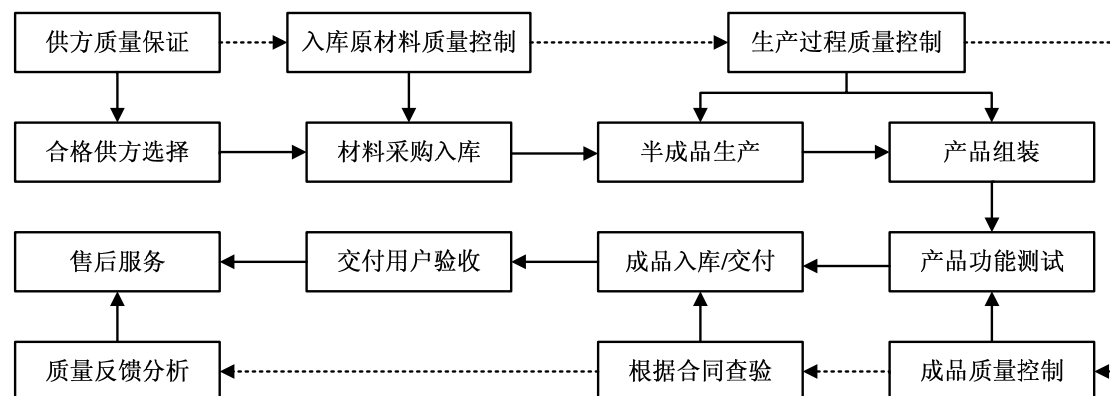 供方质量保证
入库原材料质量控制
生产过程质量控制
合格供方选择
材料采购入库
半成品生产
产品组装
售后服务
交付用户验收
成品入库/交付
产品功能测试
质量反馈分析
根据合同查验
成品质量控制